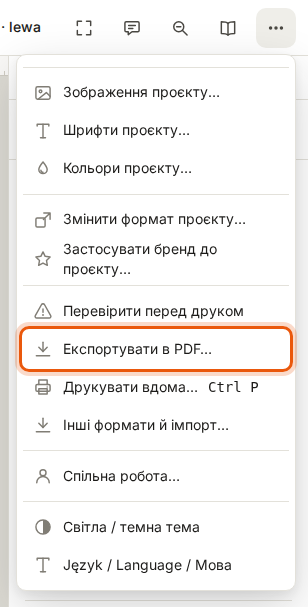 · lewa
Зображення проєкту...
Шрифти проєкту...
Кольори проєкту...
Змінити формат проєкту...
Застосувати бренд до
проєкту...
Перевірити перед друком
Експортувати в PDF...
Друкувати вдома... Ctrl P
Інші формати й імпорт...
Спільна робота...
Світла / темна тема
Język / Language / Мова